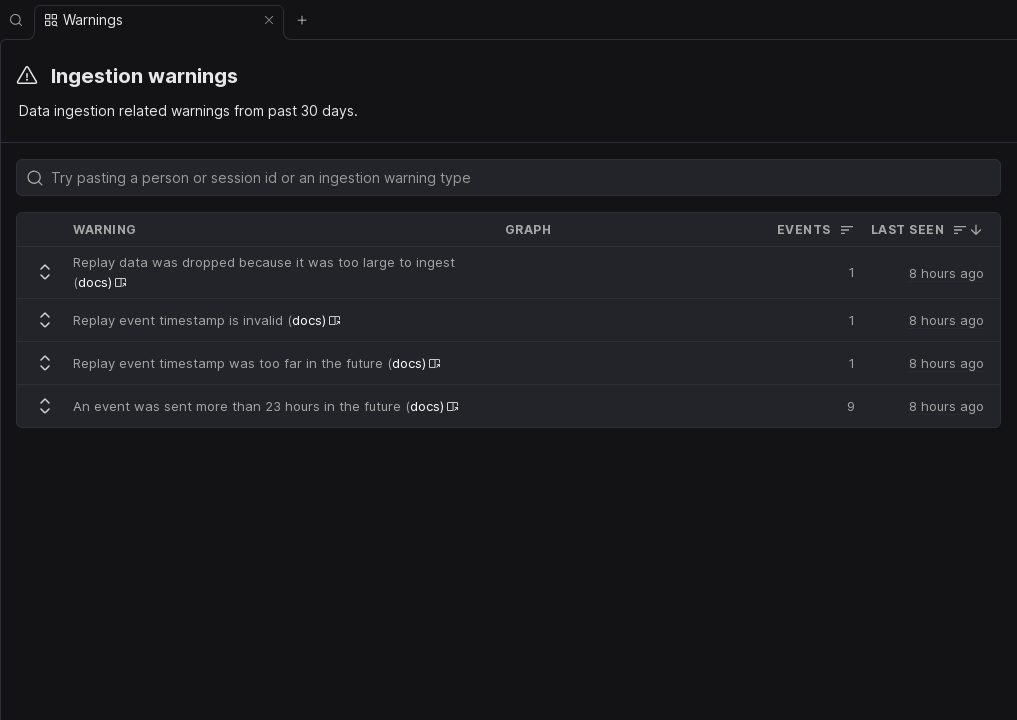 Warnings
Ingestion warnings
Data ingestion related warnings from past 30 days.
Try pasting a person or session id or an ingestion warning type
WARNING GRAPH EVENTS LAST SEEN
Replay data was dropped because it was too large to ingest
(docs) 1 8 hours ago
Replay event timestamp is invalid (docs) 1 8 hours ago
Replay event timestamp was too far in the future (docs) 1 8 hours ago
An event was sent more than 23 hours in the future (docs) 9 8 hours ago